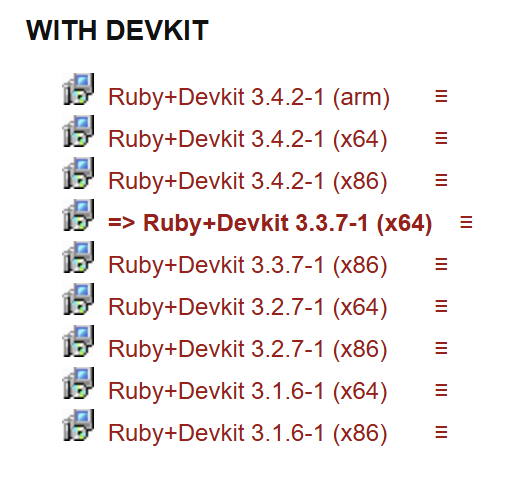 WITH DEVKIT
Ruby+Devkit 3.4.2-1 (arm) ≡
Ruby+Devkit 3.4.2-1 (x64) ≡
Ruby+Devkit 3.4.2-1 (x86) ≡
=> Ruby+Devkit 3.3.7-1 (x64) ≡
Ruby+Devkit 3.3.7-1 (x86) ≡
Ruby+Devkit 3.2.7-1 (x64) ≡
Ruby+Devkit 3.2.7-1 (x86) ≡
Ruby+Devkit 3.1.6-1 (x64) ≡
Ruby+Devkit 3.1.6-1 (x86) ≡